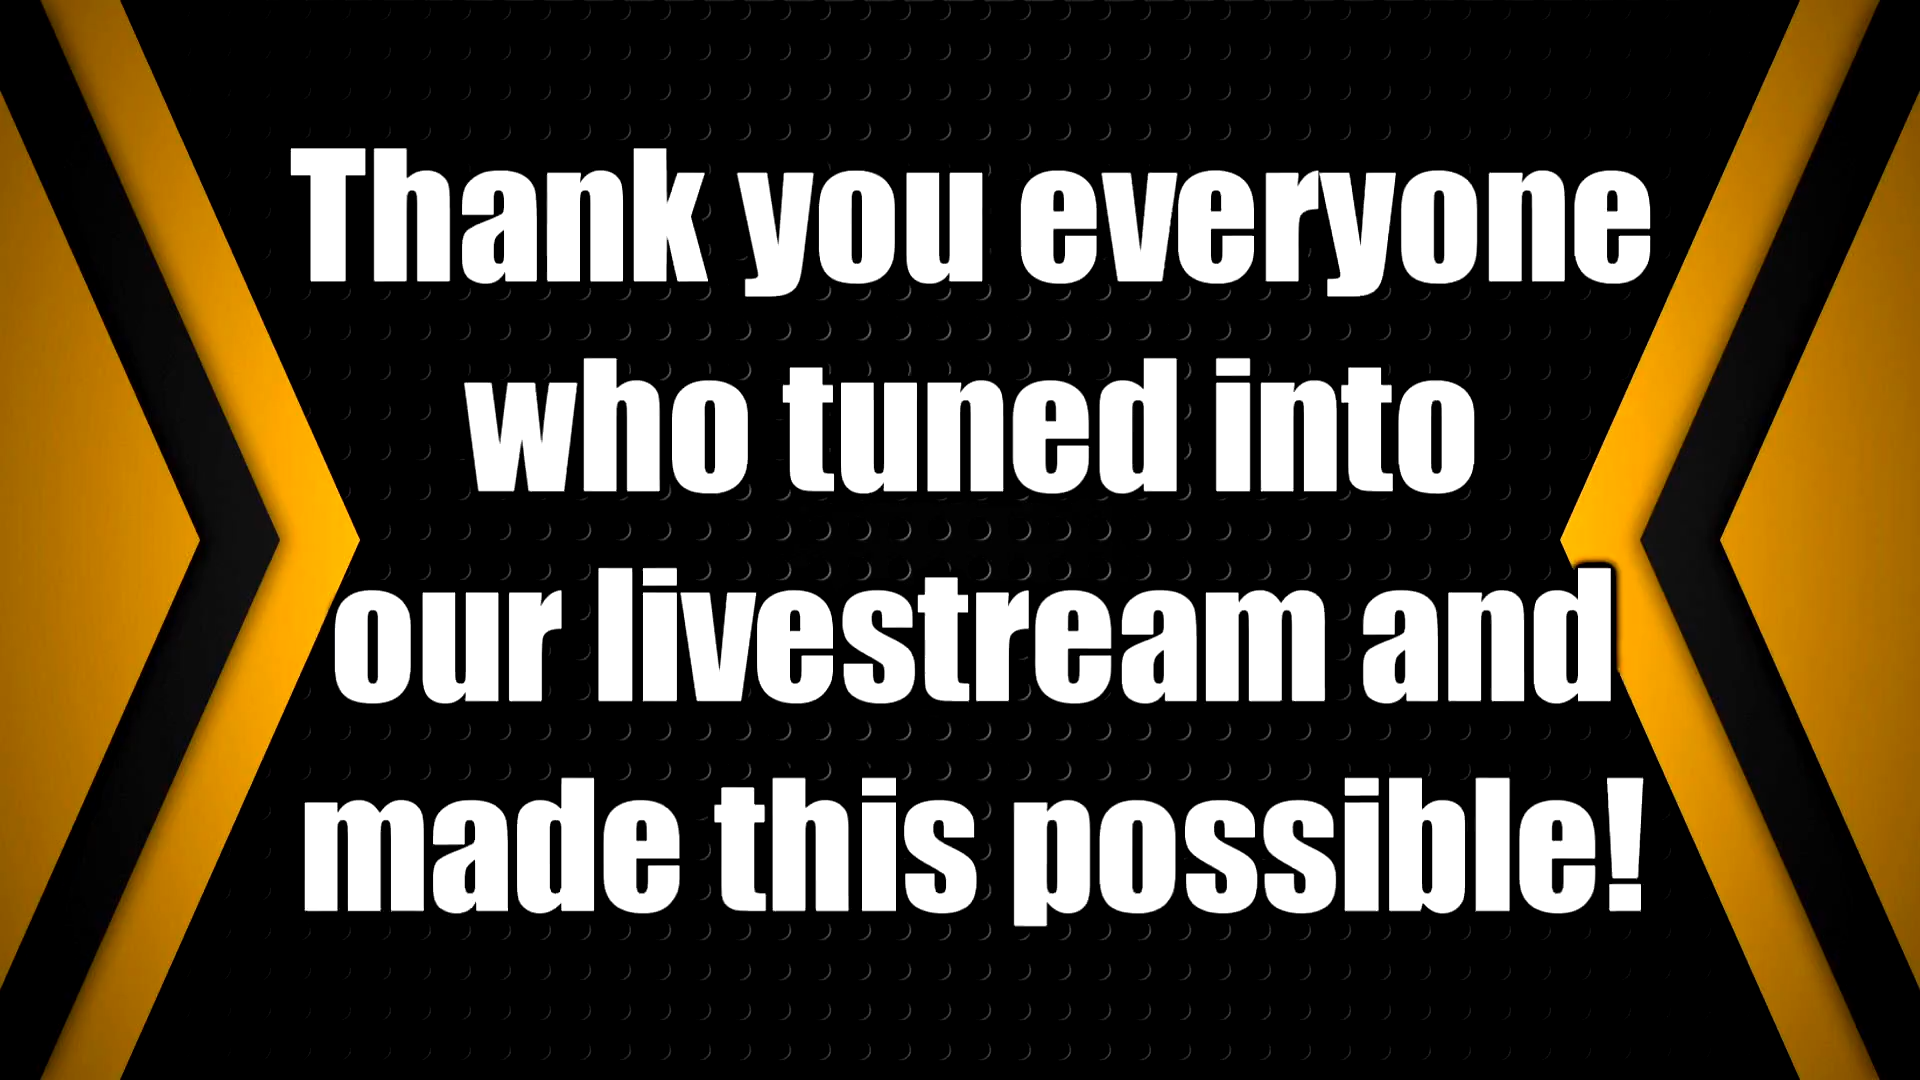 Thank you everyone
who tuned into
our livestream and
made this possible!